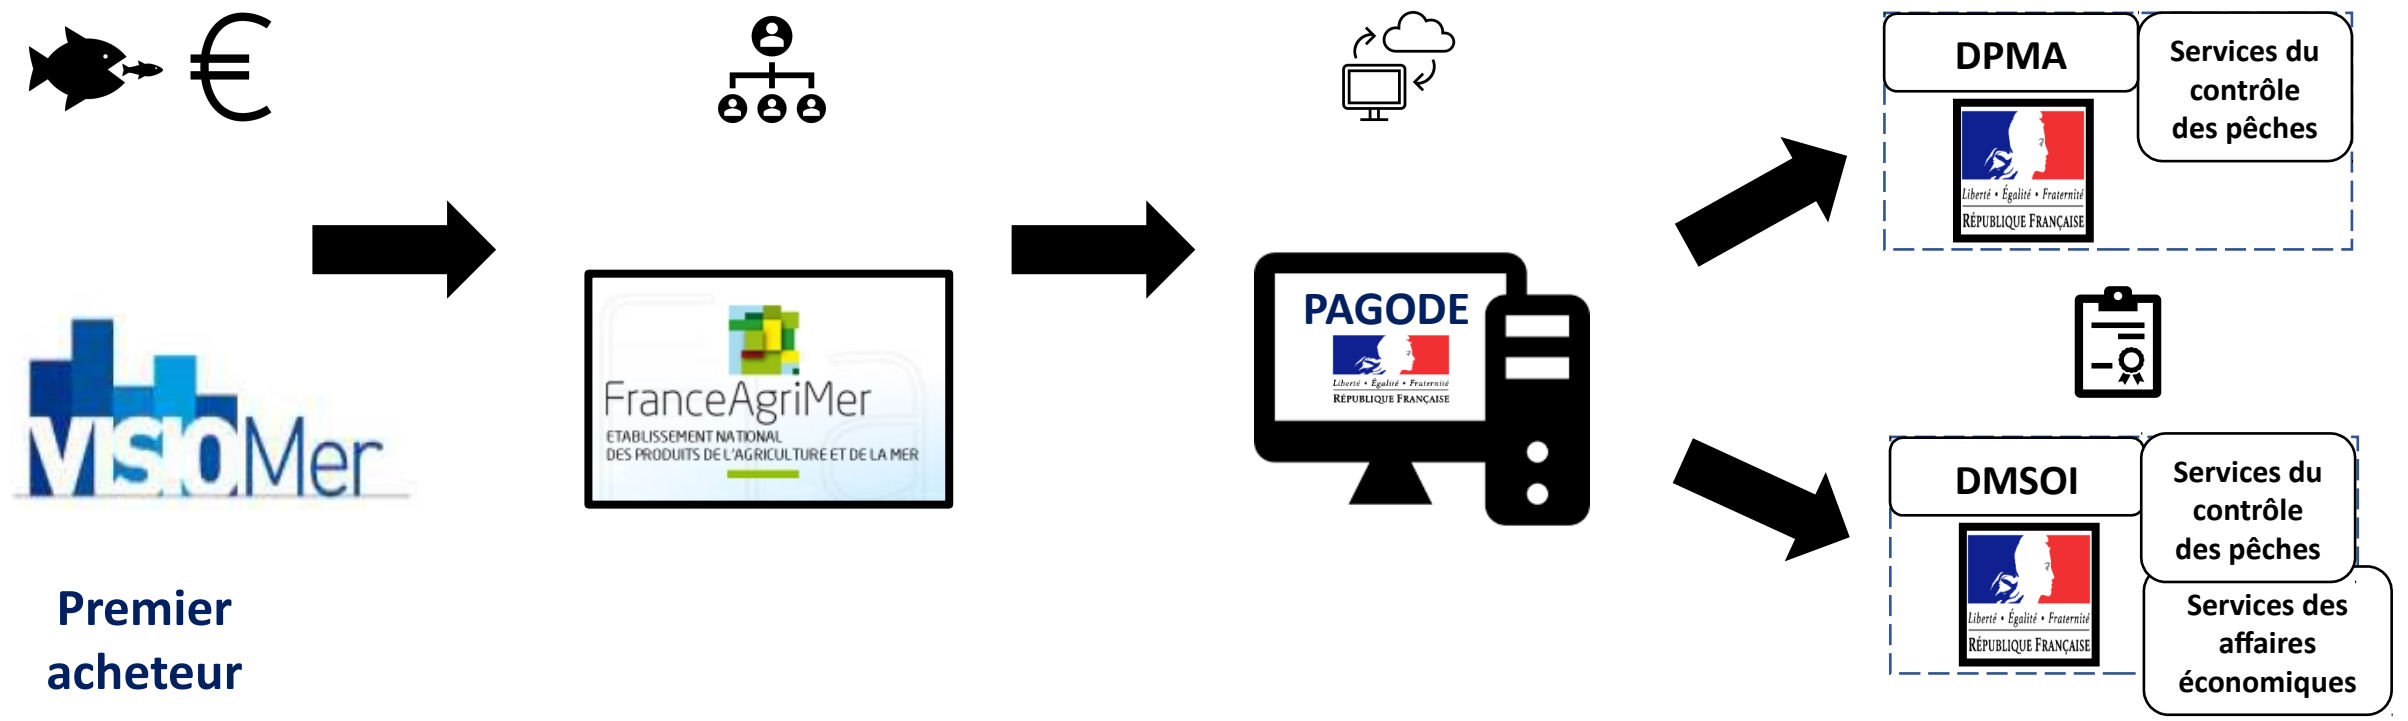 VISIOMer
Premier
acheteur
FranceAgriMer
ETABLISSEMENT NATIONAL
DES PRODUITS DE L'AGRICULTURE ET DE LA MER
PAGODE
Liberté • Égalité • Fraternité
RÉPUBLIQUE FRANÇAISE
DPMA
Services du
contrôle
des pêches
Liberté • Égalité • Fraternité
RÉPUBLIQUE FRANÇAISE
DMSOI
Services du
contrôle
des pêches
Liberté • Égalité • Fraternité
RÉPUBLIQUE FRANÇAISE
Services des
affaires
économiques